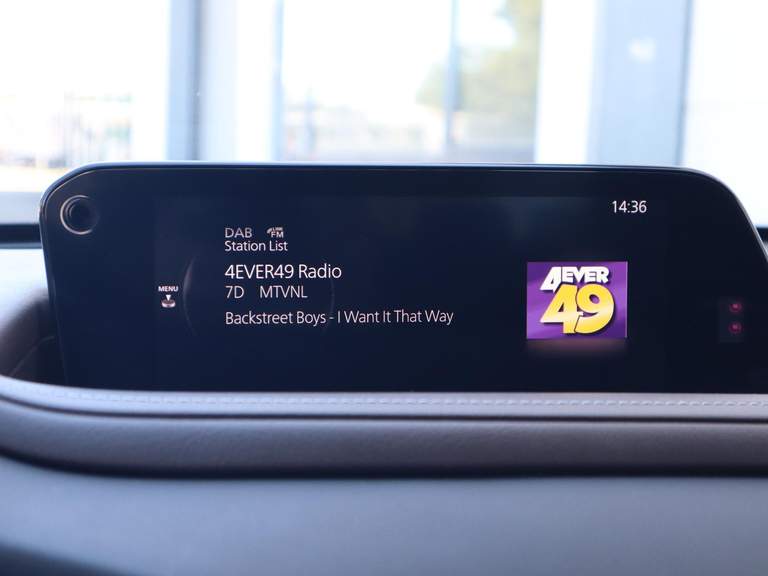 14:36
DAB LINK FM
Station List
4EVER49 Radio
7D MTVNL
MENU
Backstreet Boys - I Want It That Way
4EVER
49